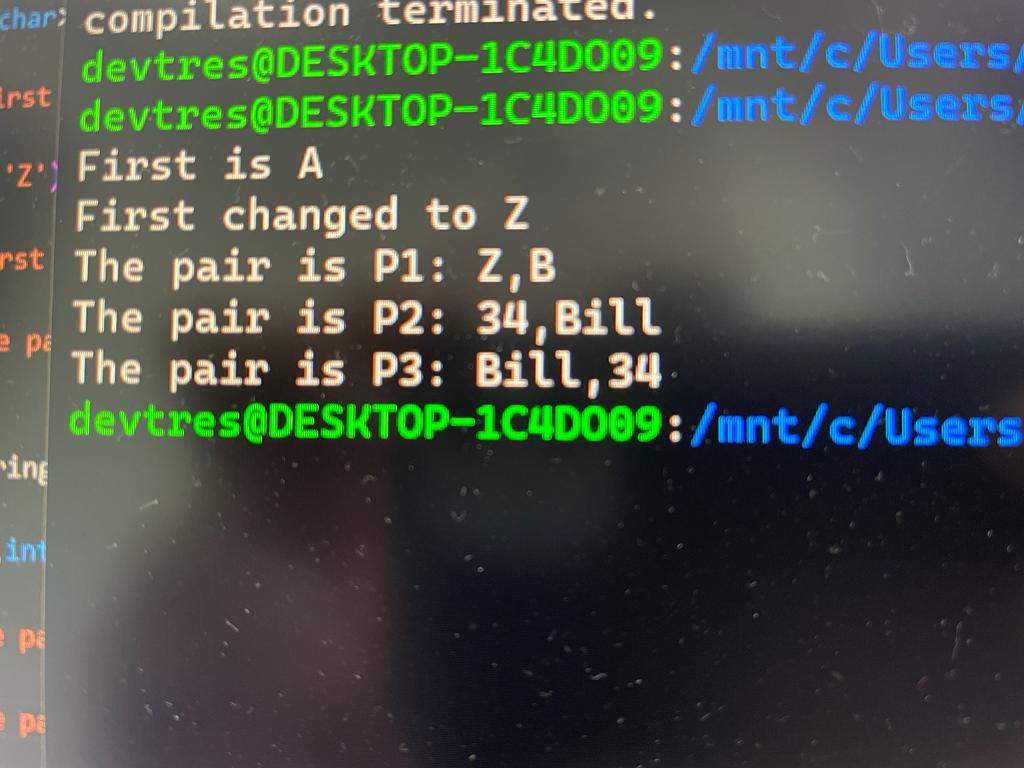 char>
irst
'Z')
rst
e pa
ring
int
e pa
e pa
compilation terminated.
devtres@DESKTOP-1C4DO09:/mnt/c/Users/
devtres@DESKTOP-1C4DO09:/mnt/c/Users/
First is A
First changed to Z
The pair is P1: Z,B
The pair is P2: 34,Bill
The pair is P3: Bill,34
devtres@DESKTOP-1C4DO09:/mnt/c/Users